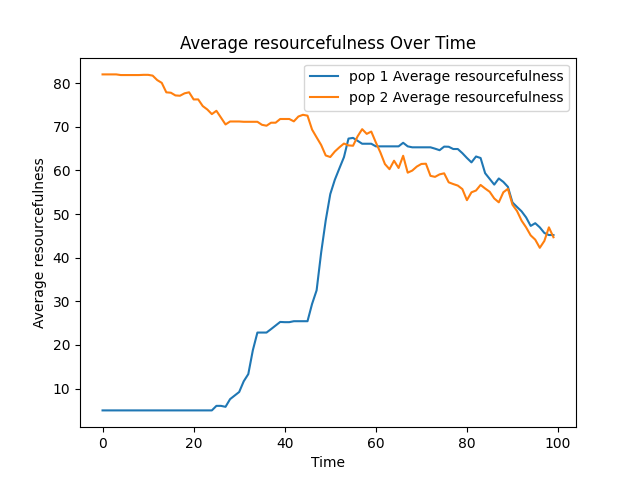 Average resourcefulness Over Time
pop 1 Average resourcefulness
pop 2 Average resourcefulness
Average resourcefulness
80
70
60
50
40
30
20
10
0 20 40 60 80 100
Time